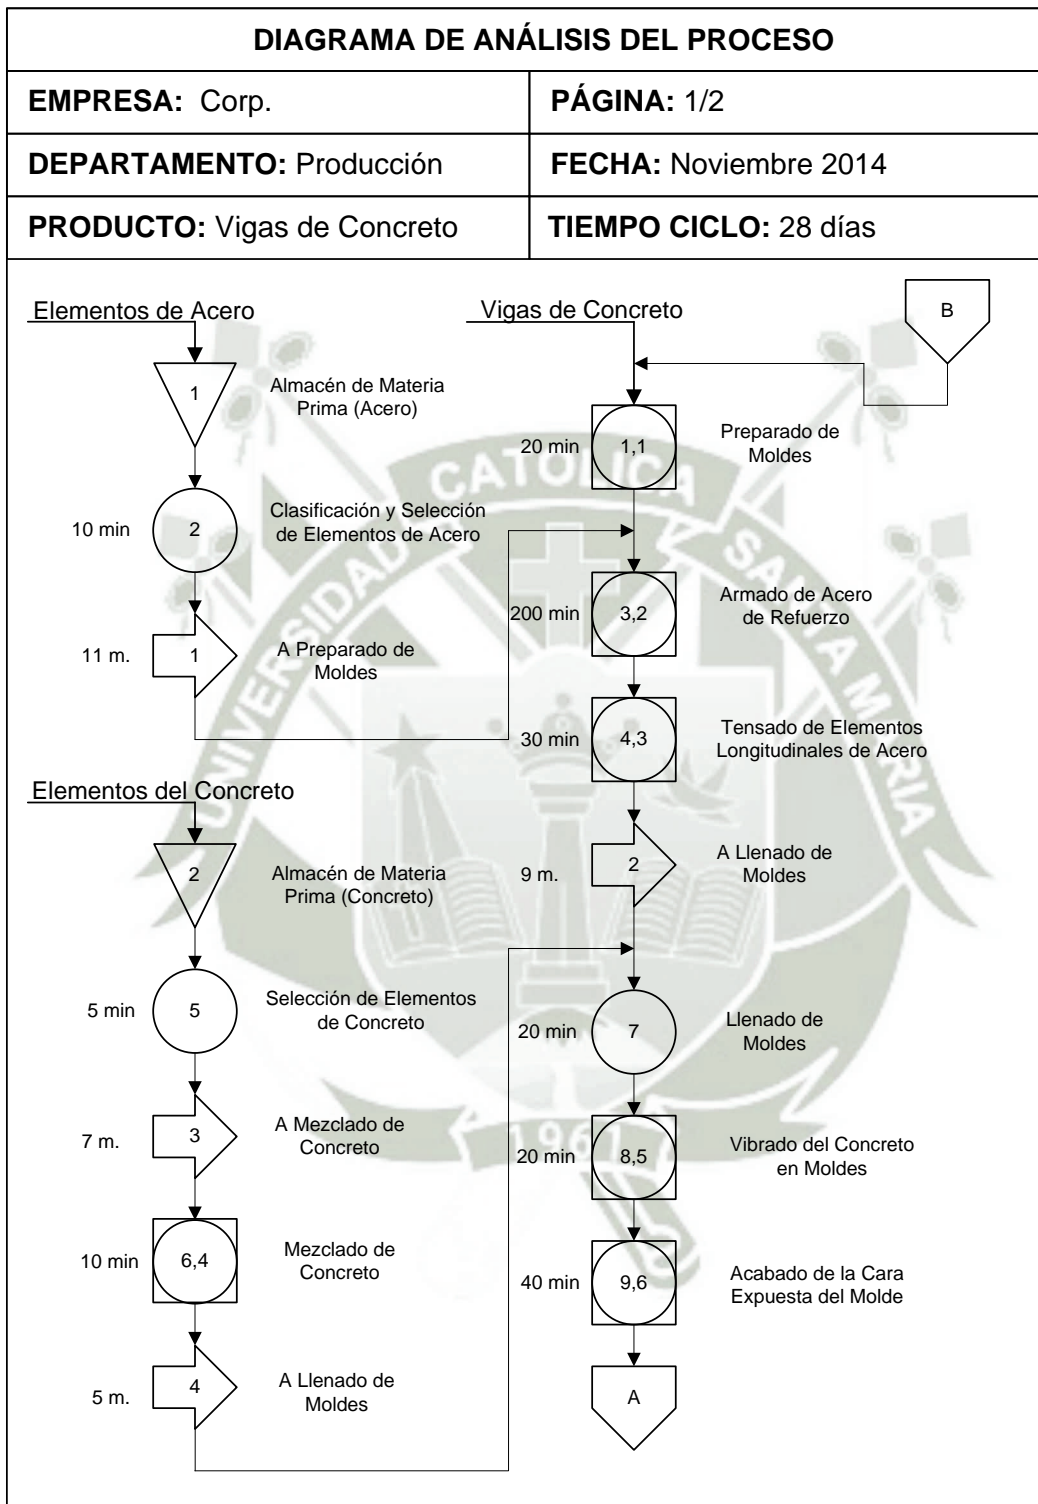 DIAGRAMA DE ANÁLISIS DEL PROCESO
EMPRESA: Corp.
PÁGINA: 1/2
DEPARTAMENTO: Producción
FECHA: Noviembre 2014
PRODUCTO: Vigas de Concreto
TIEMPO CICLO: 28 días
Elementos de Acero
1
Almacén de Materia
Prima (Acero)
10 min
2
Clasificación y Selección
de Elementos de Acero
11 m.
1
A Preparado de
Moldes
Elementos del Concreto
2
Almacén de Materia
Prima (Concreto)
5 min
5
Selección de Elementos
de Concreto
7 m.
3
A Mezclado de
Concreto
10 min
6,4
Mezclado de
Concreto
5 m.
4
A Llenado de
Moldes
Vigas de Concreto
B
20 min
1,1
Preparado de
Moldes
200 min
3,2
Armado de Acero
de Refuerzo
30 min
4,3
Tensado de Elementos
Longitudinales de Acero
9 m.
2
A Llenado de
Moldes
20 min
7
Llenado de
Moldes
20 min
8,5
Vibrado del Concreto
en Moldes
40 min
9,6
Acabado de la Cara
Expuesta del Molde
A
UNIVERSIDAD CATOLICA SANTA MARIA
1961